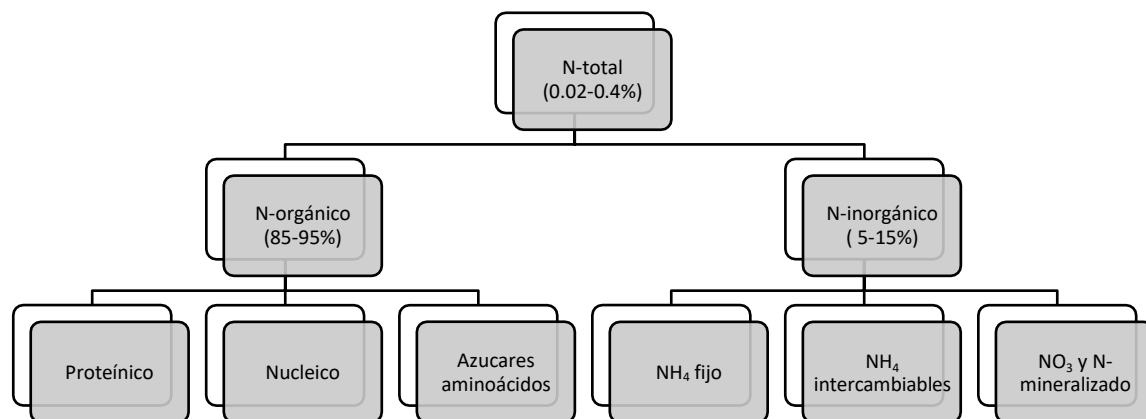 N-total
(0.02-0.4%)
N-orgánico
(85-95%)
N-inorgánico
( 5-15%)
Proteínico
Nucleico
Azucares
aminoácidos
NH₄ fijo
NH₄
intercambiables
NO₃ y N-
mineralizado